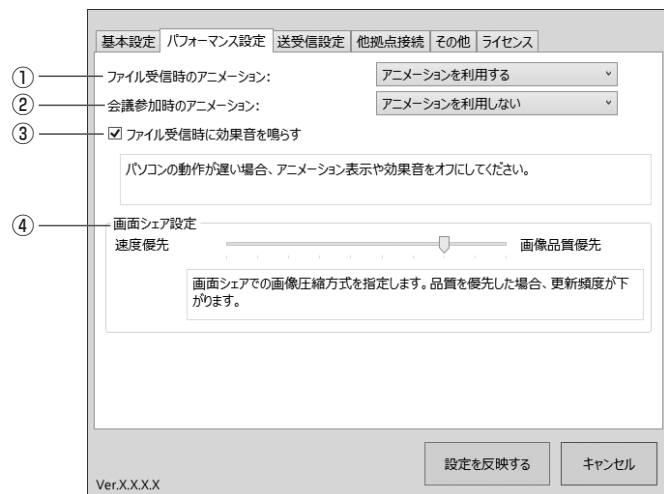 基本設定 パフォーマンス設定 送受信設定 他拠点接続 その他 ライセンス
① ファイル受信時のアニメーション: アニメーションを利用する
② 会議参加時のアニメーション: アニメーションを利用しない
③ ファイル受信時に効果音を鳴らす
パソコンの動作が遅い場合、アニメーション表示や効果音をオフにしてください。
④ 画面シェア設定
速度優先 画像品質優先
画面シェアでの画像圧縮方式を指定します。品質を優先した場合、更新頻度が下
がります。
設定を反映する キャンセル
Ver.X.X.X.X